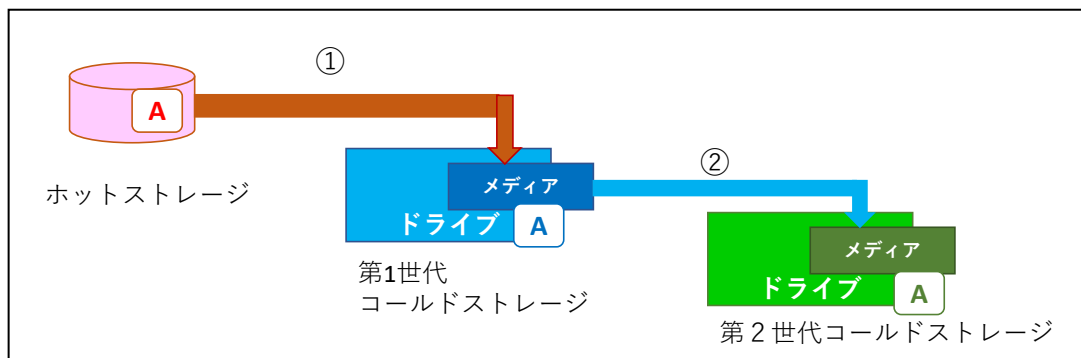 ①
A
ホットストレージ
メディア
ドライブ
A
第1世代
コールドストレージ
②
メディア
ドライブ
A
第２世代コールドストレージ